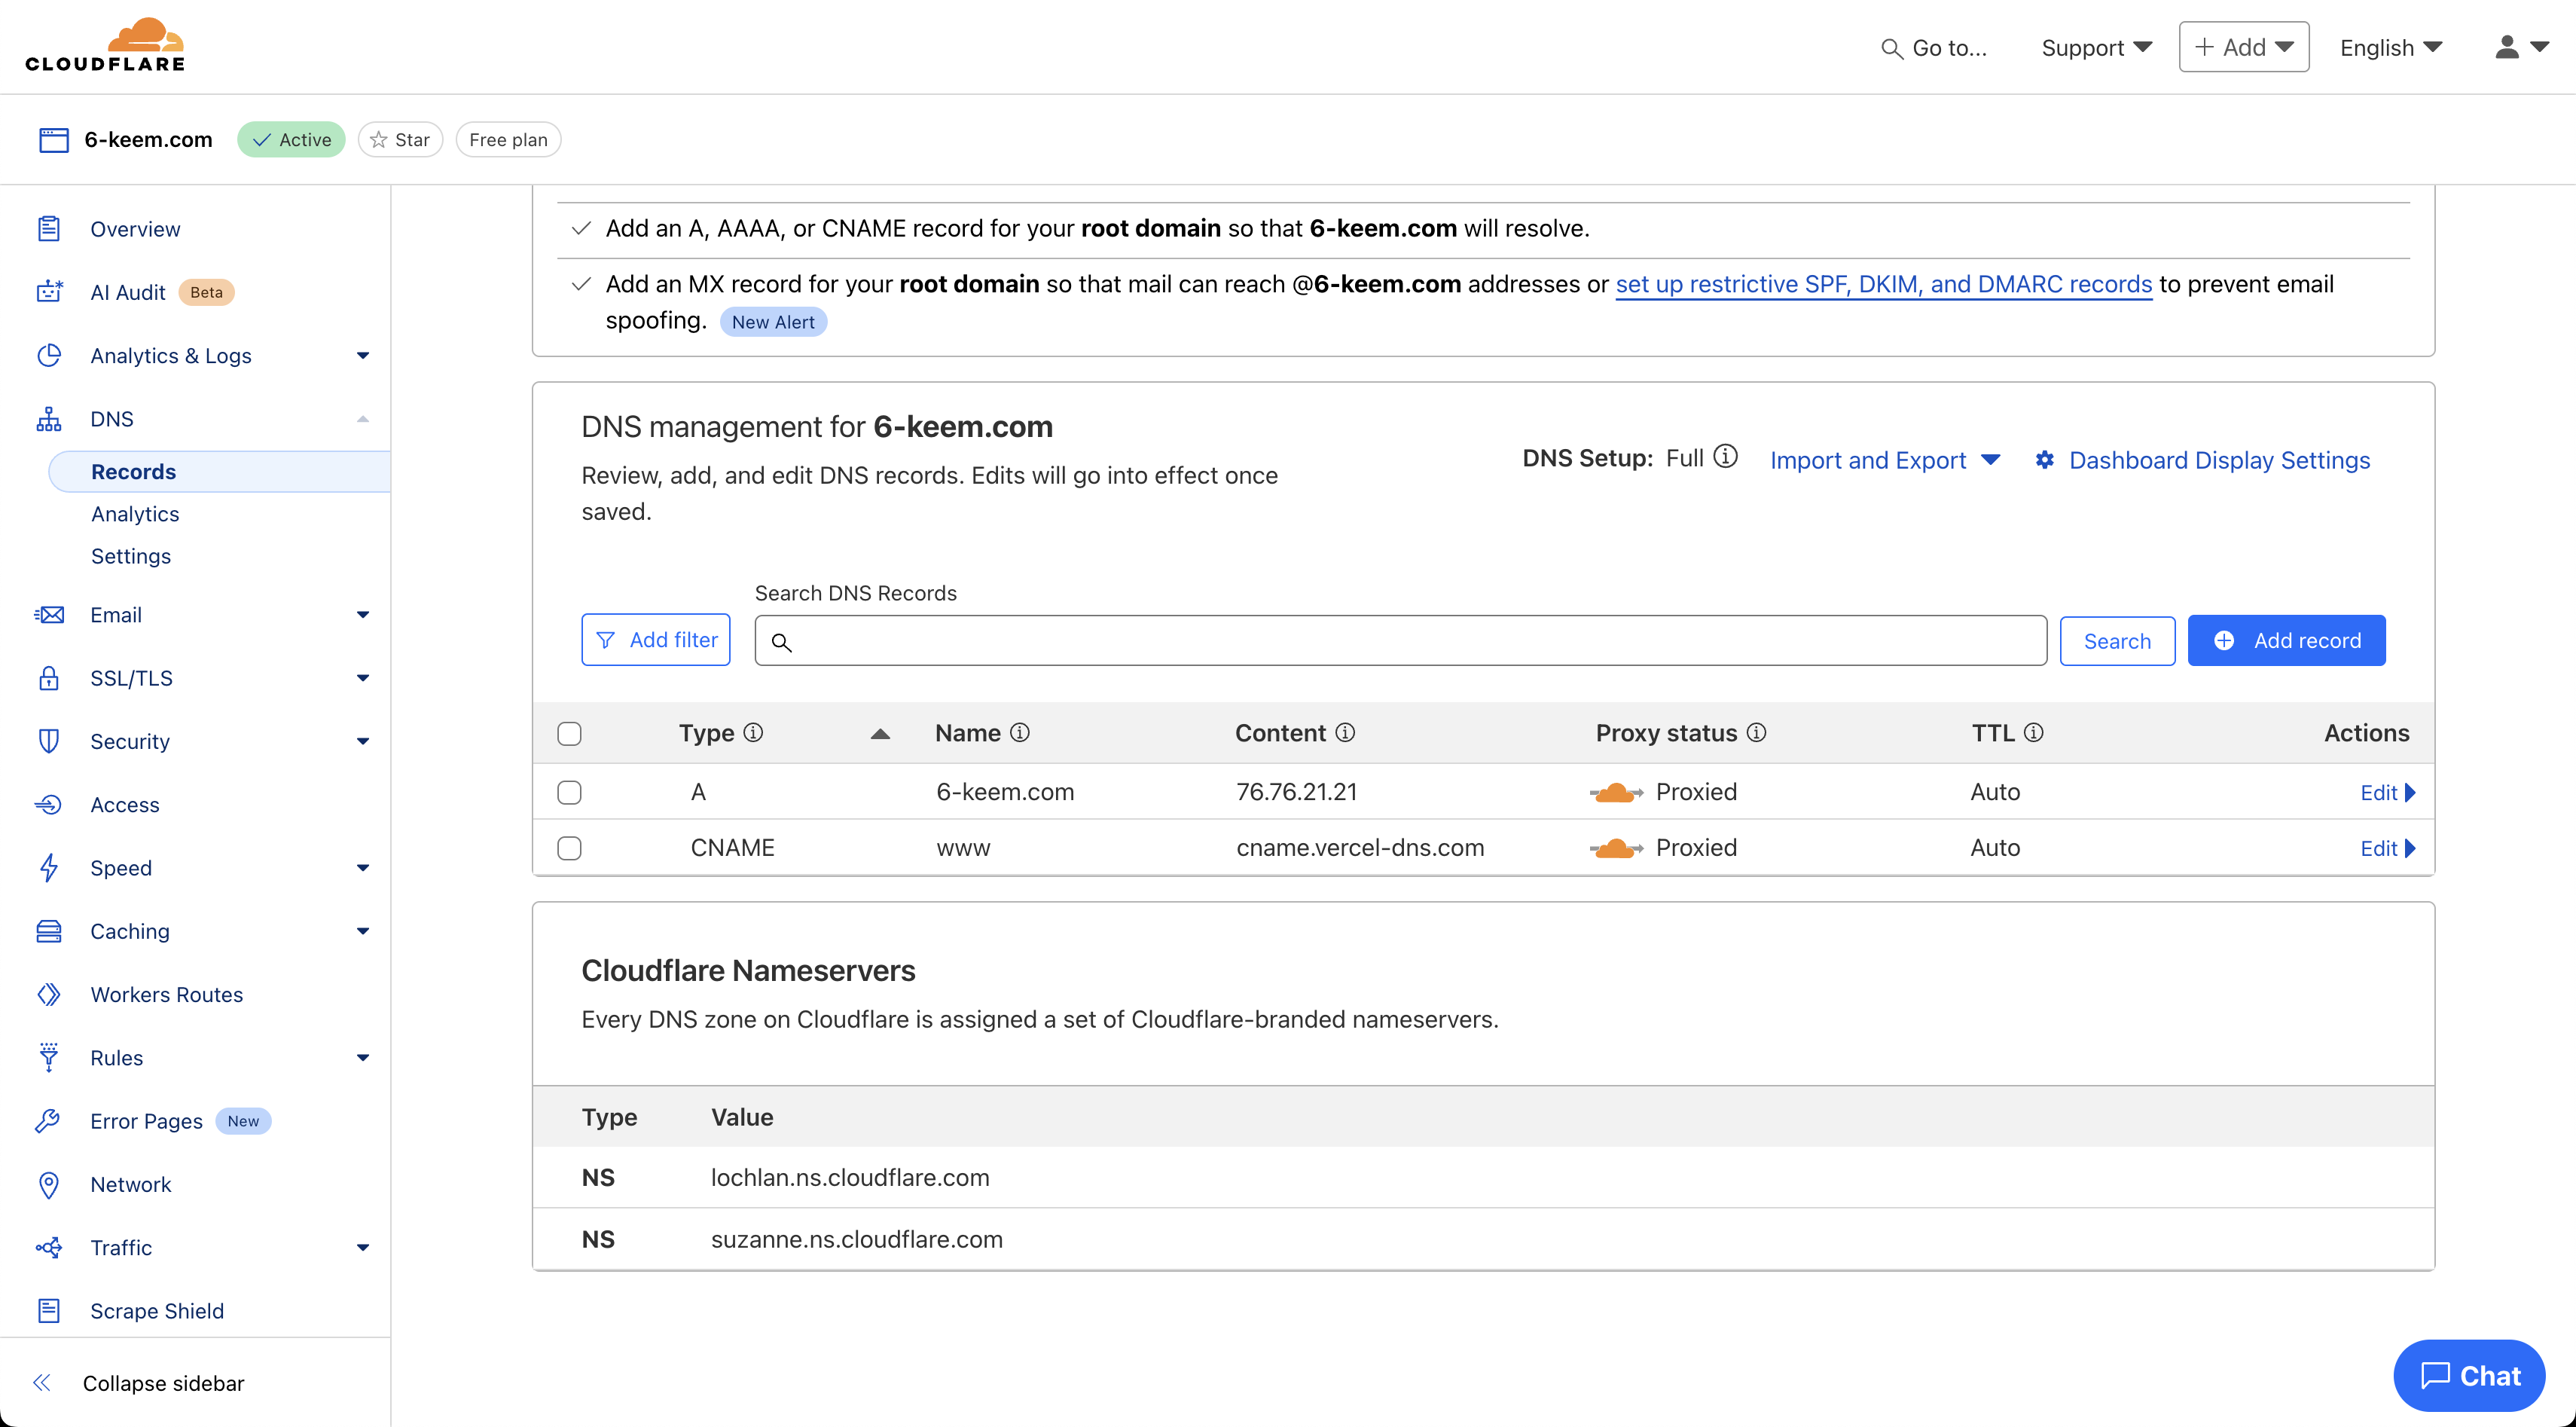 CLOUDFLARE
Go to...
Support
Add
English
6-keem.com
Active
Star
Free plan
Overview
AI Audit Beta
Analytics & Logs
DNS
Records
Analytics
Settings
Email
SSL/TLS
Security
Access
Speed
Caching
Workers Routes
Rules
Error Pages New
Network
Traffic
Scrape Shield
Collapse sidebar
Add an A, AAAA, or CNAME record for your root domain so that 6-keem.com will resolve.
Add an MX record for your root domain so that mail can reach @6-keem.com addresses or set up restrictive SPF, DKIM, and DMARC records to prevent email
spoofing. New Alert
DNS management for 6-keem.com
Review, add, and edit DNS records. Edits will go into effect once
saved.
DNS Setup: Full
Import and Export
Dashboard Display Settings
Search DNS Records
Add filter
Search
Add record
Type Name Content Proxy status TTL Actions
A 6-keem.com 76.76.21.21 Proxied Auto Edit
CNAME www cname.vercel-dns.com Proxied Auto Edit
Cloudflare Nameservers
Every DNS zone on Cloudflare is assigned a set of Cloudflare-branded nameservers.
Type Value
NS lochlan.ns.cloudflare.com
NS suzanne.ns.cloudflare.com
Chat